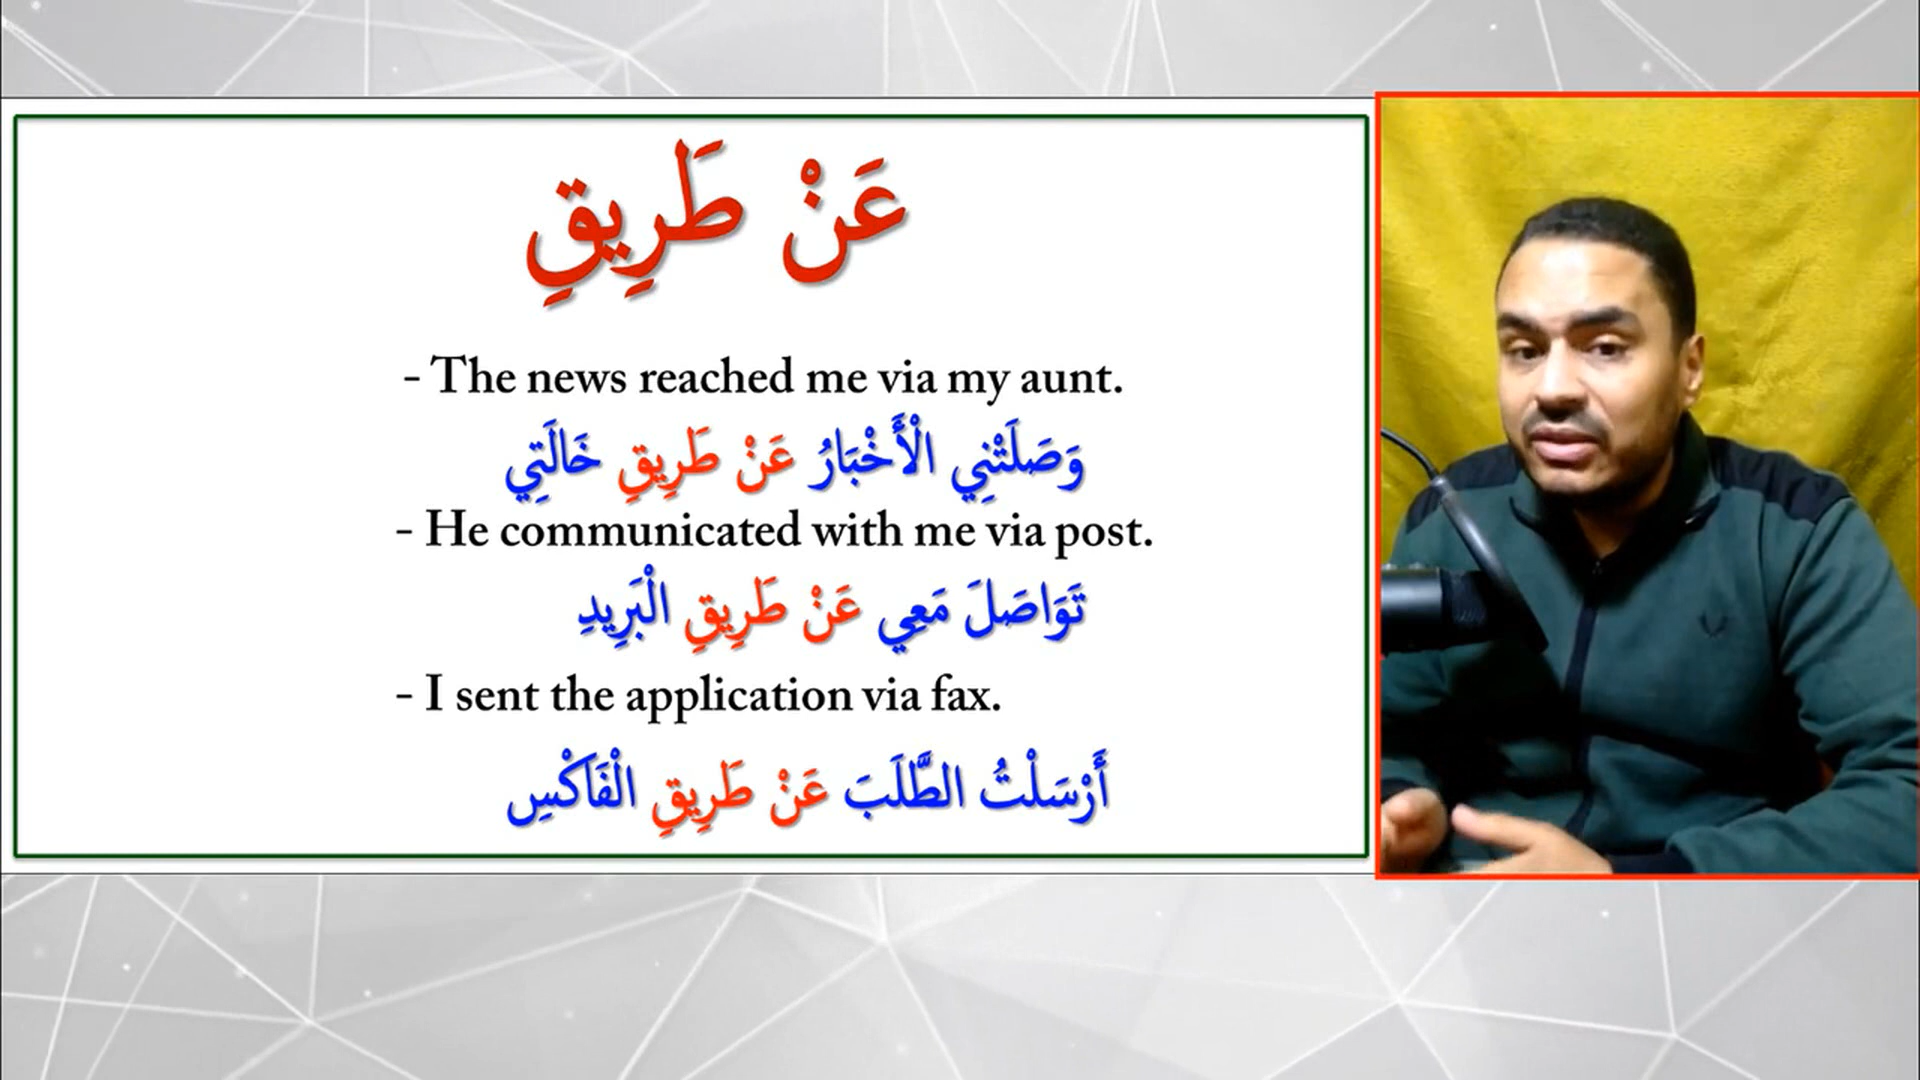 عَنْ طَرِيقِ
- The news reached me via my aunt.
وَصَلَتْنِي الْأَخْبَارُ عَنْ طَرِيقِ خَالَتِي
- He communicated with me via post.
تَوَاصَلَ مَعِي عَنْ طَرِيقِ الْبَرِيدِ
- I sent the application via fax.
أَرْسَلْتُ الطَّلَبَ عَنْ طَرِيقِ الْفَاكْسِ